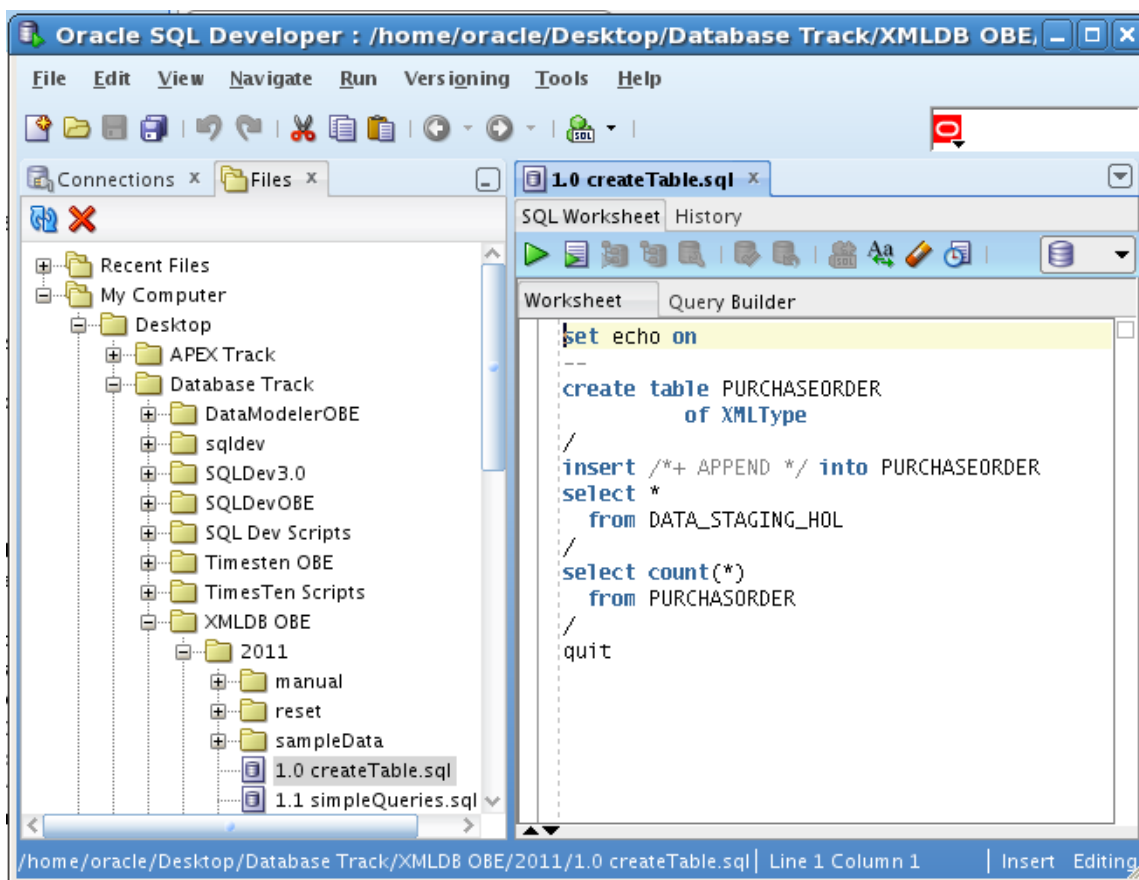 Oracle SQL Developer : /home/oracle/Desktop/Database Track/XMLDB OBE/
File Edit View Navigate Run Versioning Tools Help
Connections Files
1.0 createTable.sql
SQL Worksheet History
Worksheet Query Builder
Recent Files
My Computer
Desktop
APEX Track
Database Track
DataModelerOBE
sqldev
SQLDev3.0
SQLDevOBE
SQL Dev Scripts
Timesten OBE
TimesTen Scripts
XMLDB OBE
2011
manual
reset
sampleData
1.0 createTable.sql
1.1 simpleQueries.sql
set echo on
--
create table PURCHASEORDER
of XMLType
/
insert /*+ APPEND */ into PURCHASEORDER
select *
from DATA_STAGING_HOL
/
select count(*)
from PURCHASORDER
/
quit
/home/oracle/Desktop/Database Track/XMLDB OBE/2011/1.0 createTable.sql Line 1 Column 1 Insert Editing